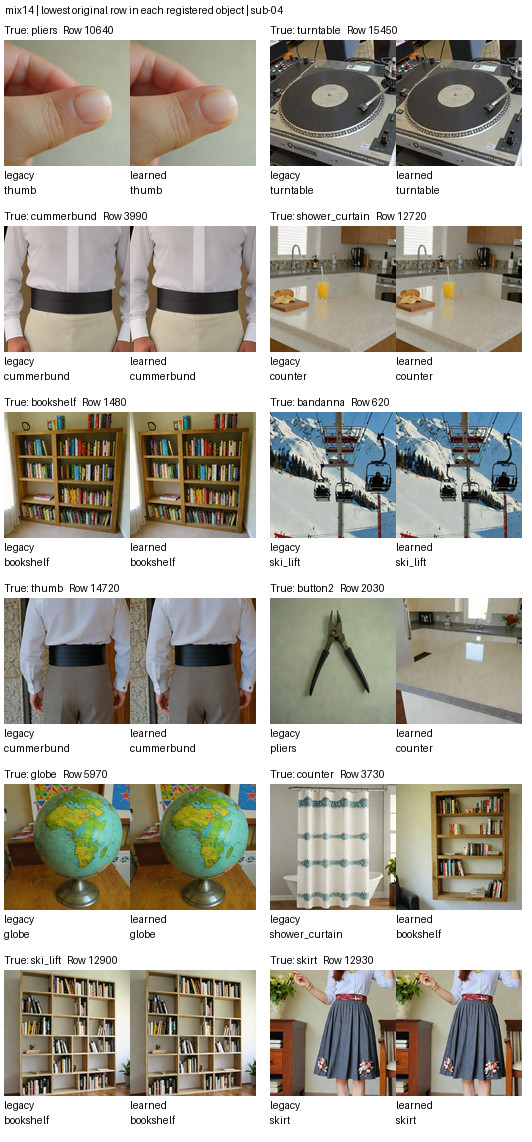 mix14 | lowest original row in each registered object | sub-04
True: pliers Row 10640
legacy
thumb
learned
thumb
True: turntable Row 15450
legacy
turntable
learned
turntable
True: cummerbund Row 3990
legacy
cummerbund
learned
cummerbund
True: shower_curtain Row 12720
legacy
counter
learned
counter
True: bookshelf Row 1480
legacy
bookshelf
learned
bookshelf
True: bandanna Row 620
legacy
ski_lift
learned
ski_lift
True: thumb Row 14720
legacy
cummerbund
learned
cummerbund
True: button2 Row 2030
legacy
pliers
learned
counter
True: globe Row 5970
legacy
globe
learned
globe
True: counter Row 3730
legacy
shower_curtain
learned
bookshelf
True: ski_lift Row 12900
legacy
bookshelf
learned
bookshelf
True: skirt Row 12930
legacy
skirt
learned
skirt